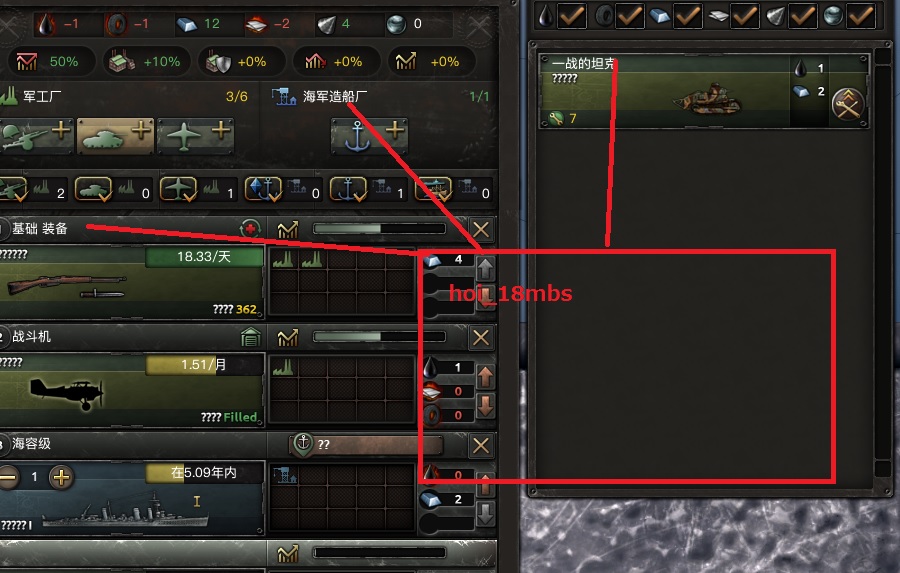 -1 -1 12 -2 4 0
50% +10% +0% +0% +0%
军工厂 3/6 海军造船厂 1/1
2 0 1 0 1 0
基础 装备
?????? 18.33/天 4
???? 362
hoi_18mbs
2 战斗机
????? 1.51/月 1
0
???? Filled 0
海容级 ??
1 在5.09年内 0
????? I 2
一战的坦克 1
????? 2
7